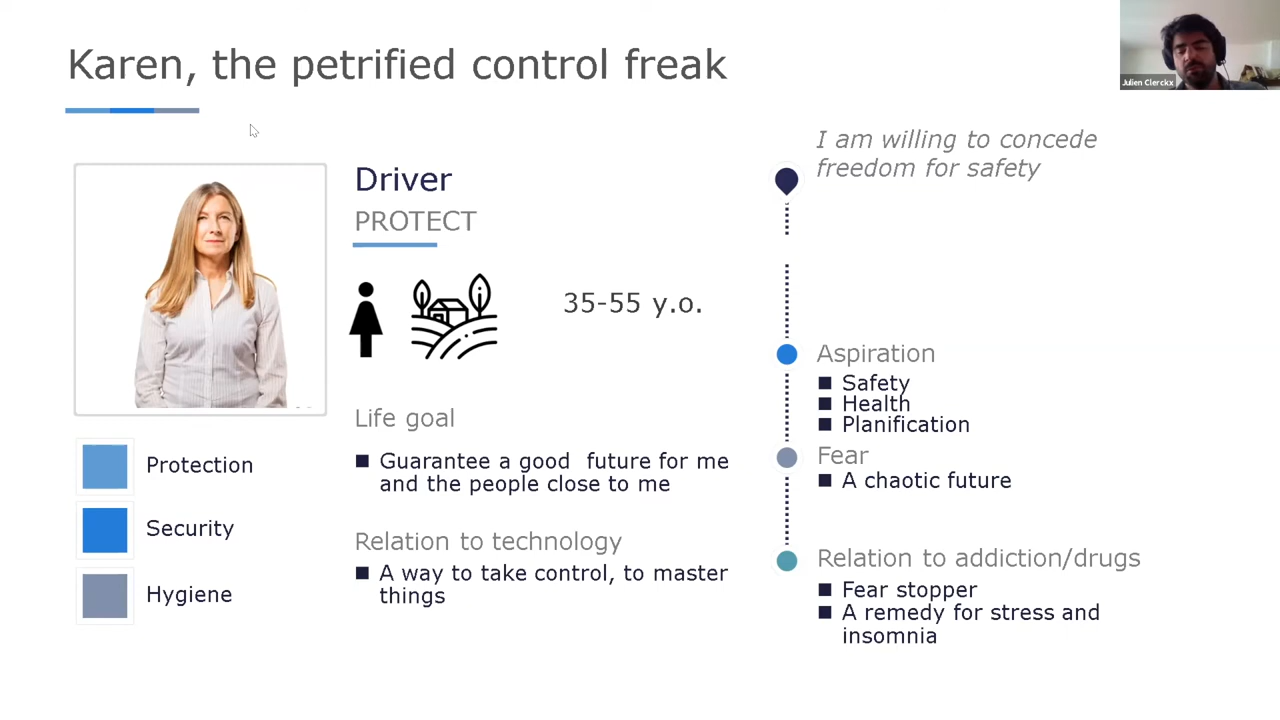 Karen, the petrified control freak
Julien Clerckx
Driver
PROTECT
35-55 y.o.
Protection
Security
Hygiene
Life goal
■ Guarantee a good future for me
and the people close to me
Relation to technology
■ A way to take control, to master
things
I am willing to concede
freedom for safety
Aspiration
■ Safety
■ Health
■ Planification
Fear
■ A chaotic future
Relation to addiction/drugs
■ Fear stopper
■ A remedy for stress and
insomnia